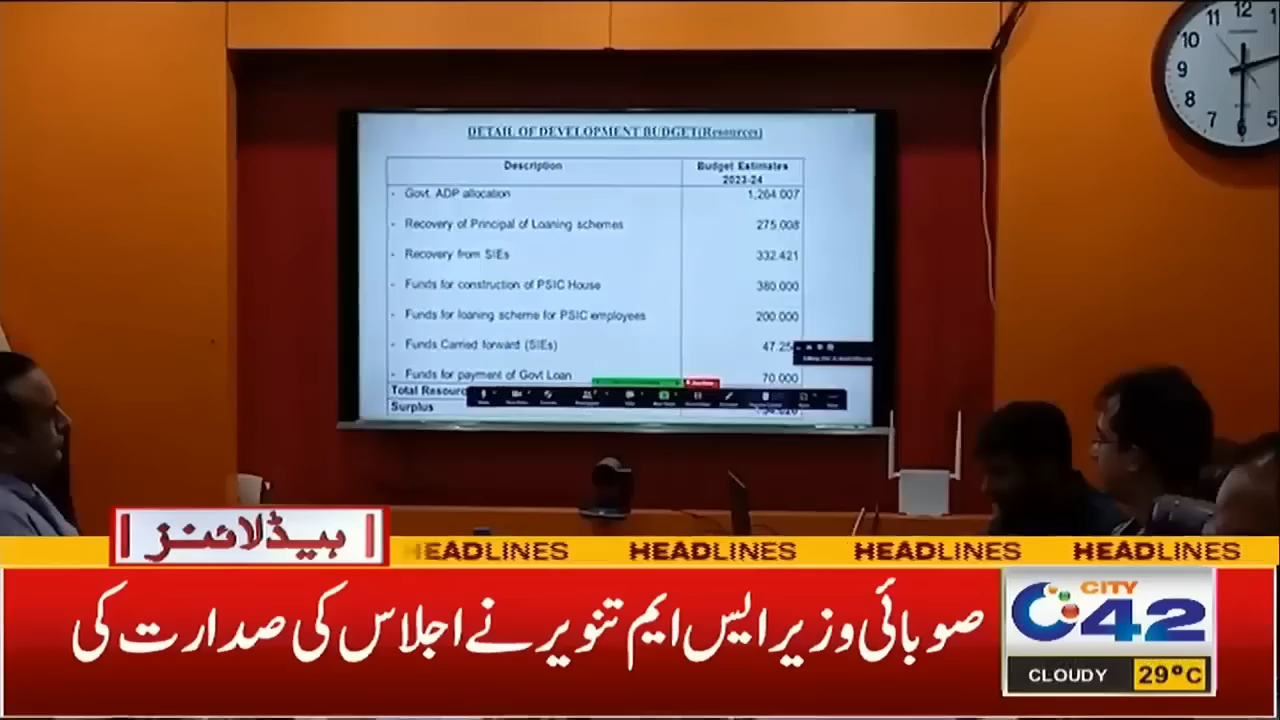 12
11
10
9
8
7
6
5
DETAIL OF DEVELOPMENT BUDGET(Resources)
Description Budget Estimates 2023-24
- Govt. ADP allocation 1,264.007
- Recovery of Principal of Loaning schemes 275.008
- Recovery from SIEs 332.421
- Funds for construction of PSIC House 380.000
- Funds for loaning scheme for PSIC employees 200.000
- Funds Carried forward (SIEs) 47.25
- Funds for payment of Govt Loan 70.000
Total
Surplus
ہیڈلائنز
HEADLINES HEADLINES HEADLINES HEADLINES
صوبائی وزیر ایس ایم تنویر نے اجلاس کی صدارت کی
CITY
42
CLOUDY 29°C